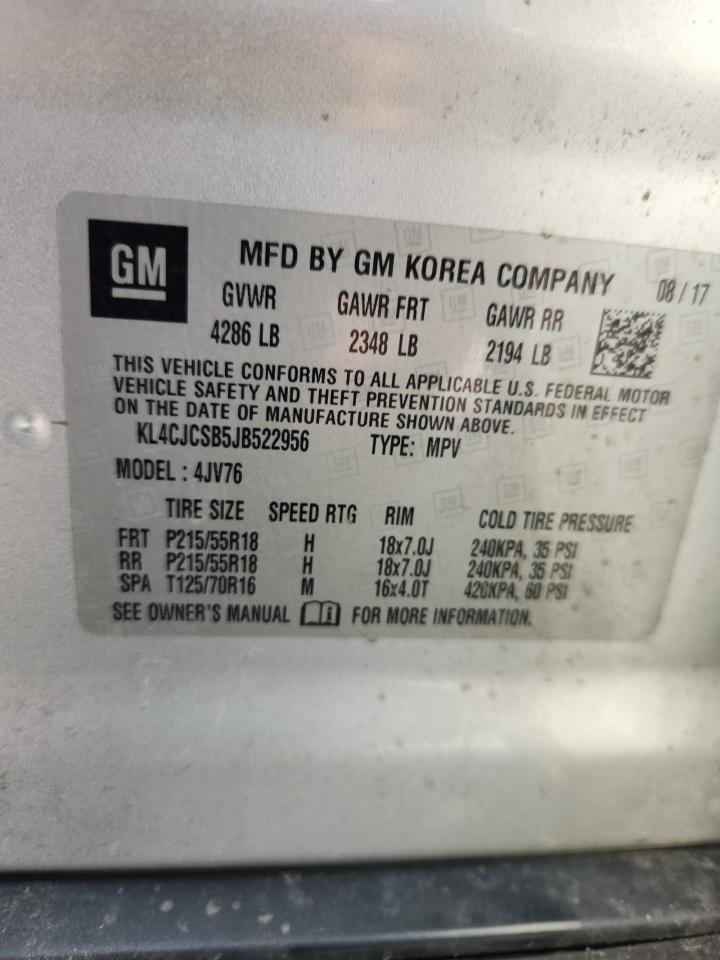 GM
MFD BY GM KOREA COMPANY 08 / 17
GVWR GAWR FRT GAWR RR
4286 LB 2348 LB 2194 LB
THIS VEHICLE CONFORMS TO ALL APPLICABLE U.S. FEDERAL MOTOR
VEHICLE SAFETY AND THEFT PREVENTION STANDARDS IN EFFECT
ON THE DATE OF MANUFACTURE SHOWN ABOVE.
KL4CJCSB5JB522956 TYPE: MPV
MODEL : 4JV76
TIRE SIZE SPEED RTG RIM COLD TIRE PRESSURE
FRT P215/55R18 H 18x7.0J 240KPA, 35 PSI
RR P215/55R18 H 18x7.0J 240KPA, 35 PSI
SPA T125/70R16 M 16x4.0T 420KPA, 60 PSI
SEE OWNER'S MANUAL FOR MORE INFORMATION.